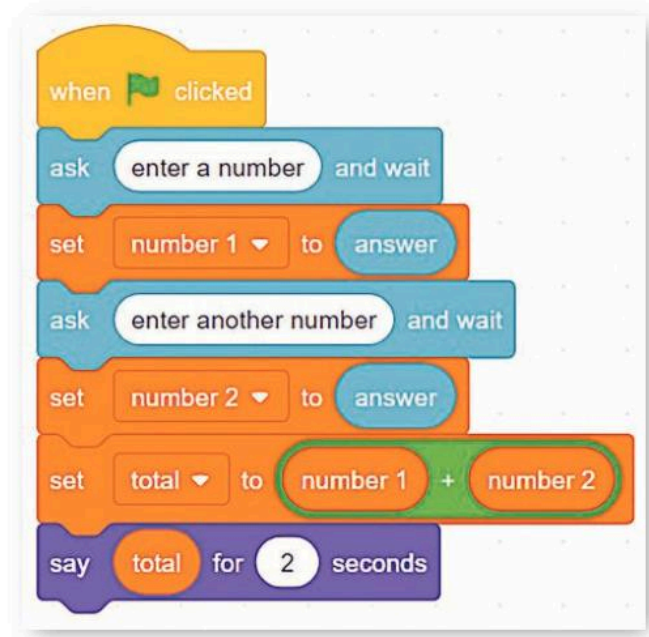 when clicked
ask enter a number and wait
set number 1 to answer
ask enter another number and wait
set number 2 to answer
set total to number 1 + number 2
say total for 2 seconds